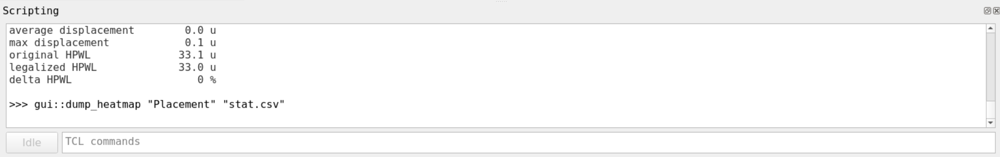 Scripting
average displacement        0.0 u
max displacement            0.1 u
original HPWL              33.1 u
legalized HPWL             33.0 u
delta HPWL                    0 %
>>> gui::dump_heatmap "Placement" "stat.csv"
Idle
TCL commands